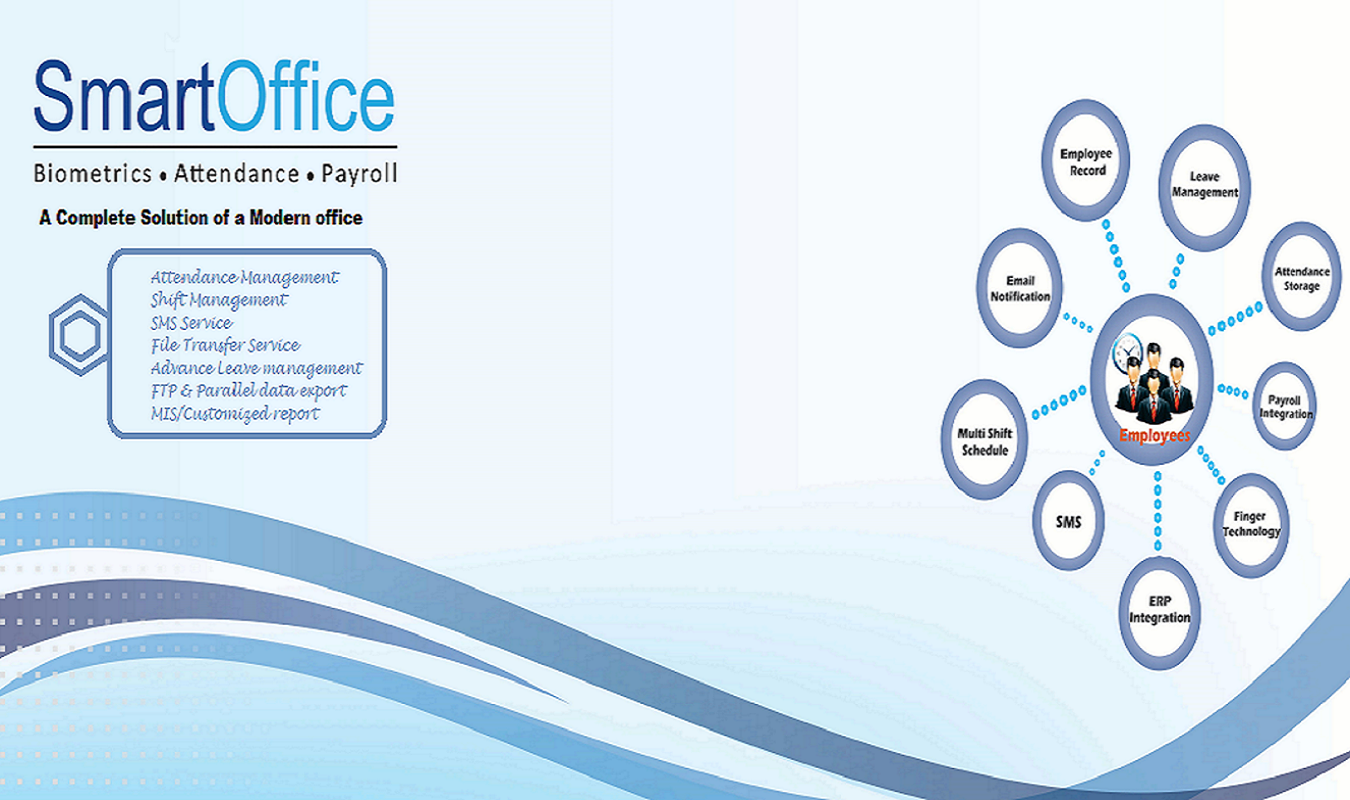 SmartOffice
Biometrics • Attendance • Payroll
A Complete Solution of a Modern office
Attendance Management
Shift Management
SMS Service
File Transfer Service
Advance Leave management
FTP & Parallel data export
MIS/Customized report
Employee
Record
Leave
Management
Attendance
Storage
Email
Notification
Payroll
Integration
Employees
Multi Shift
Schedule
SMS
Finger
Technology
ERP
Integration